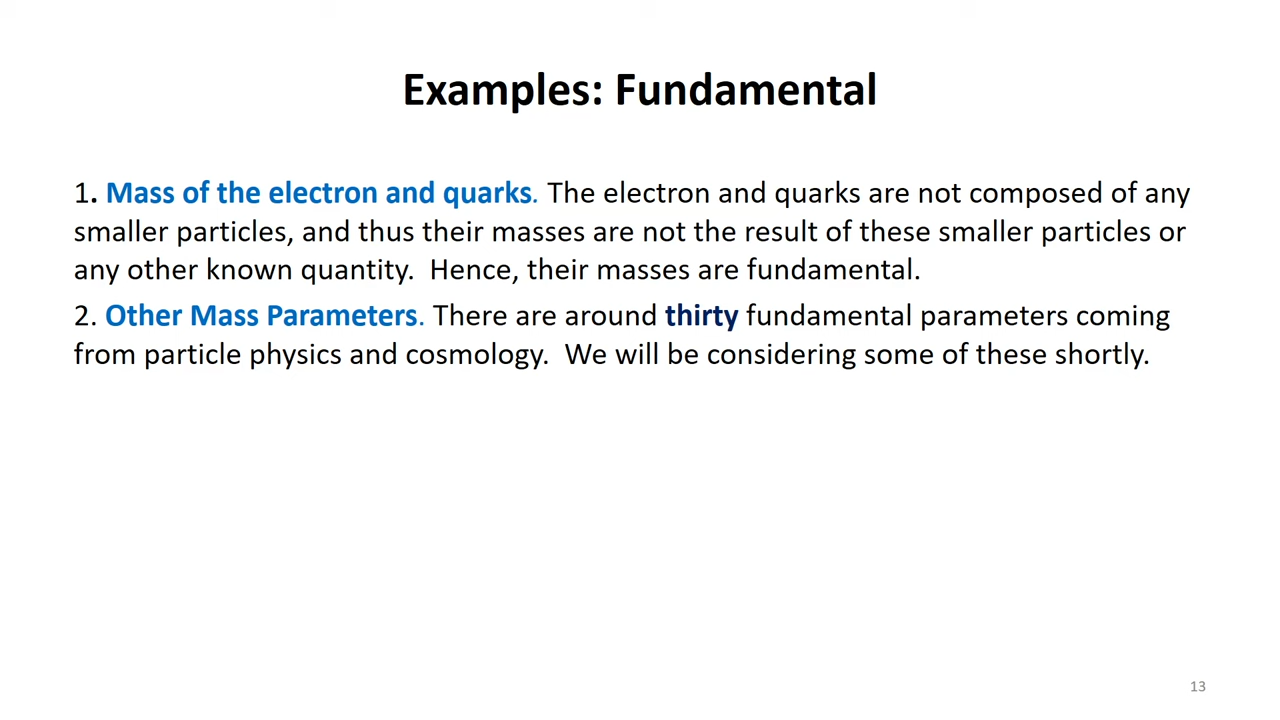 Examples: Fundamental
1. Mass of the electron and quarks. The electron and quarks are not composed of any
smaller particles, and thus their masses are not the result of these smaller particles or
any other known quantity.  Hence, their masses are fundamental.
2. Other Mass Parameters. There are around thirty fundamental parameters coming
from particle physics and cosmology.  We will be considering some of these shortly.
13